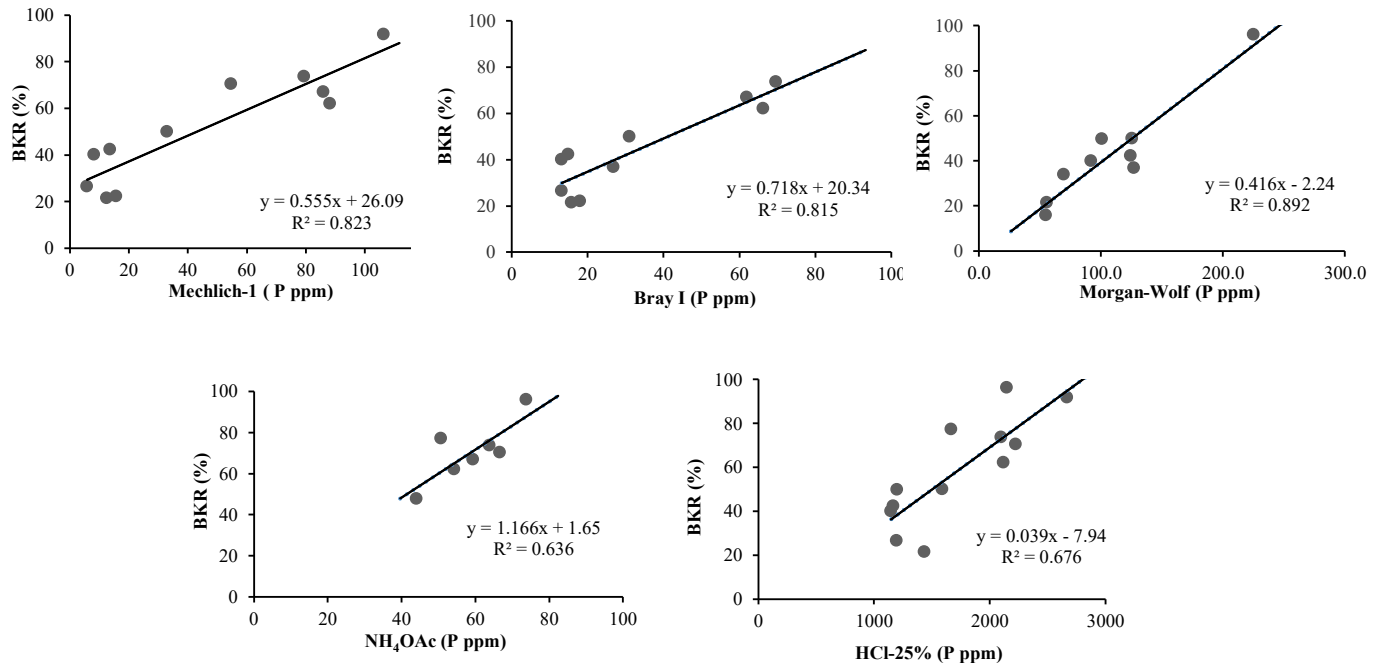 100
80
60
40
20
0
BKR (%)
y = 0.555x + 26.09
R² = 0.823
0 20 40 60 80 100
Mechlich-1 ( P ppm)
100
80
60
40
20
0
BKR (%)
y = 0.718x + 20.34
R² = 0.815
0 20 40 60 80 100
Bray I (P ppm)
100
80
60
40
20
0
BKR (%)
y = 0.416x - 2.24
R² = 0.892
0.0 100.0 200.0 300.0
Morgan-Wolf (P ppm)
100
80
60
40
20
0
BKR (%)
y = 1.166x + 1.65
R² = 0.636
0 20 40 60 80 100
NH₄OAc (P ppm)
100
80
60
40
20
0
BKR (%)
y = 0.039x - 7.94
R² = 0.676
0 1000 2000 3000
HCl-25% (P ppm)